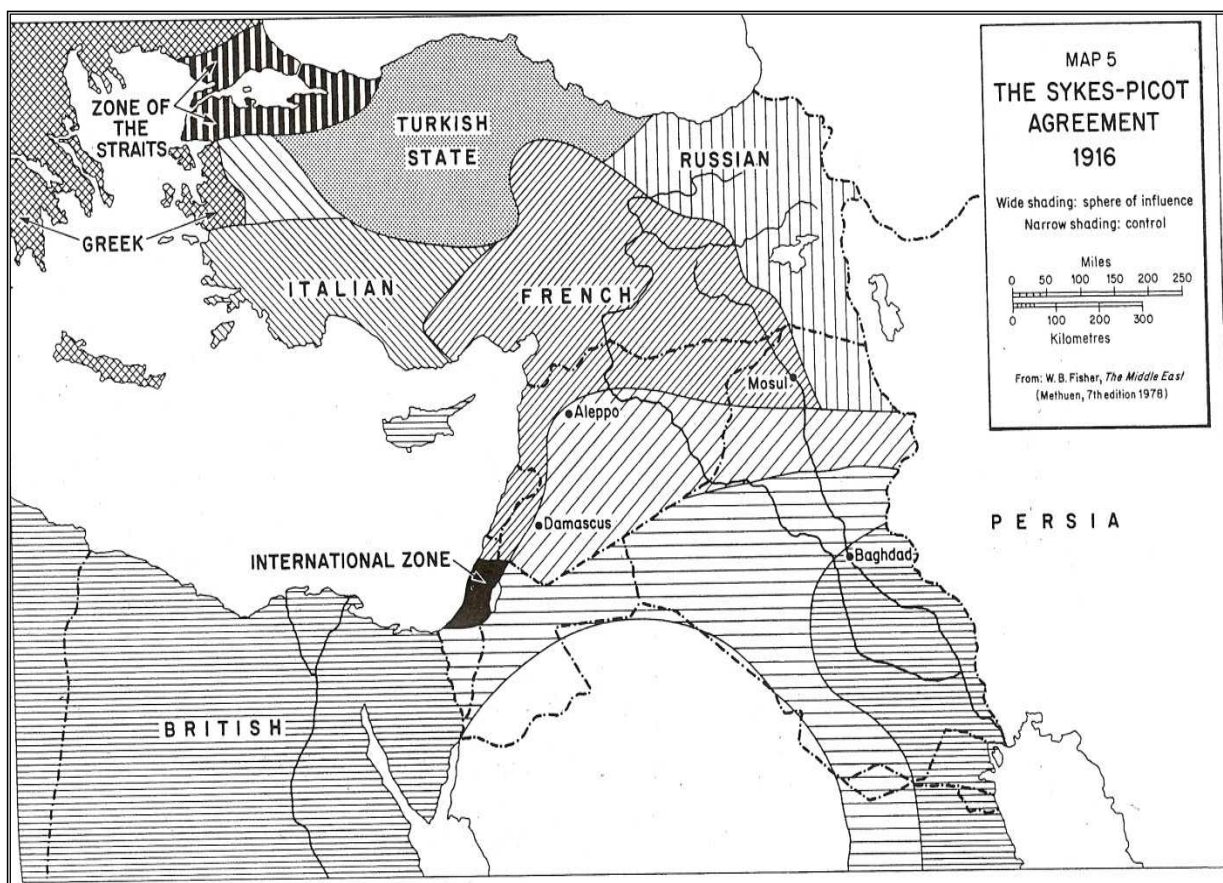 MAP 5
THE SYKES-PICOT
AGREEMENT
1916
Wide shading: sphere of influence
Narrow shading: control
Miles
0 50 100 150 200 250
0 100 200 300
Kilometres
From: W.B. Fisher, The Middle East
(Methuen, 7th edition 1978)
ZONE OF
THE
STRAITS
TURKISH
STATE
RUSSIAN
GREEK
ITALIAN
FRENCH
Mosul
Aleppo
Damascus
PERSIA
INTERNATIONAL ZONE
Baghdad
BRITISH